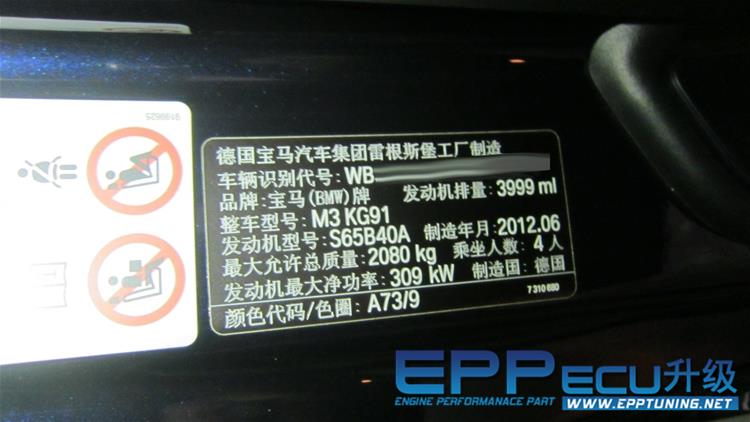 9199625
德国宝马汽车集团雷根斯堡工厂制造
车辆识别代号: WB
品牌: 宝马(BMW)牌 发动机排量: 3999 ml
整车型号: M3 KG91
发动机型号: S65B40A 制造年月: 2012.06
最大允许总质量: 2080 kg 乘坐人数: 4 人
发动机最大净功率: 309 kW 制造国: 德国
颜色代码/色圈: A73/9 7 310 680
EPP ECU升级
ENGINE PERFORMANACE PART WWW.EPPTUNING.NET